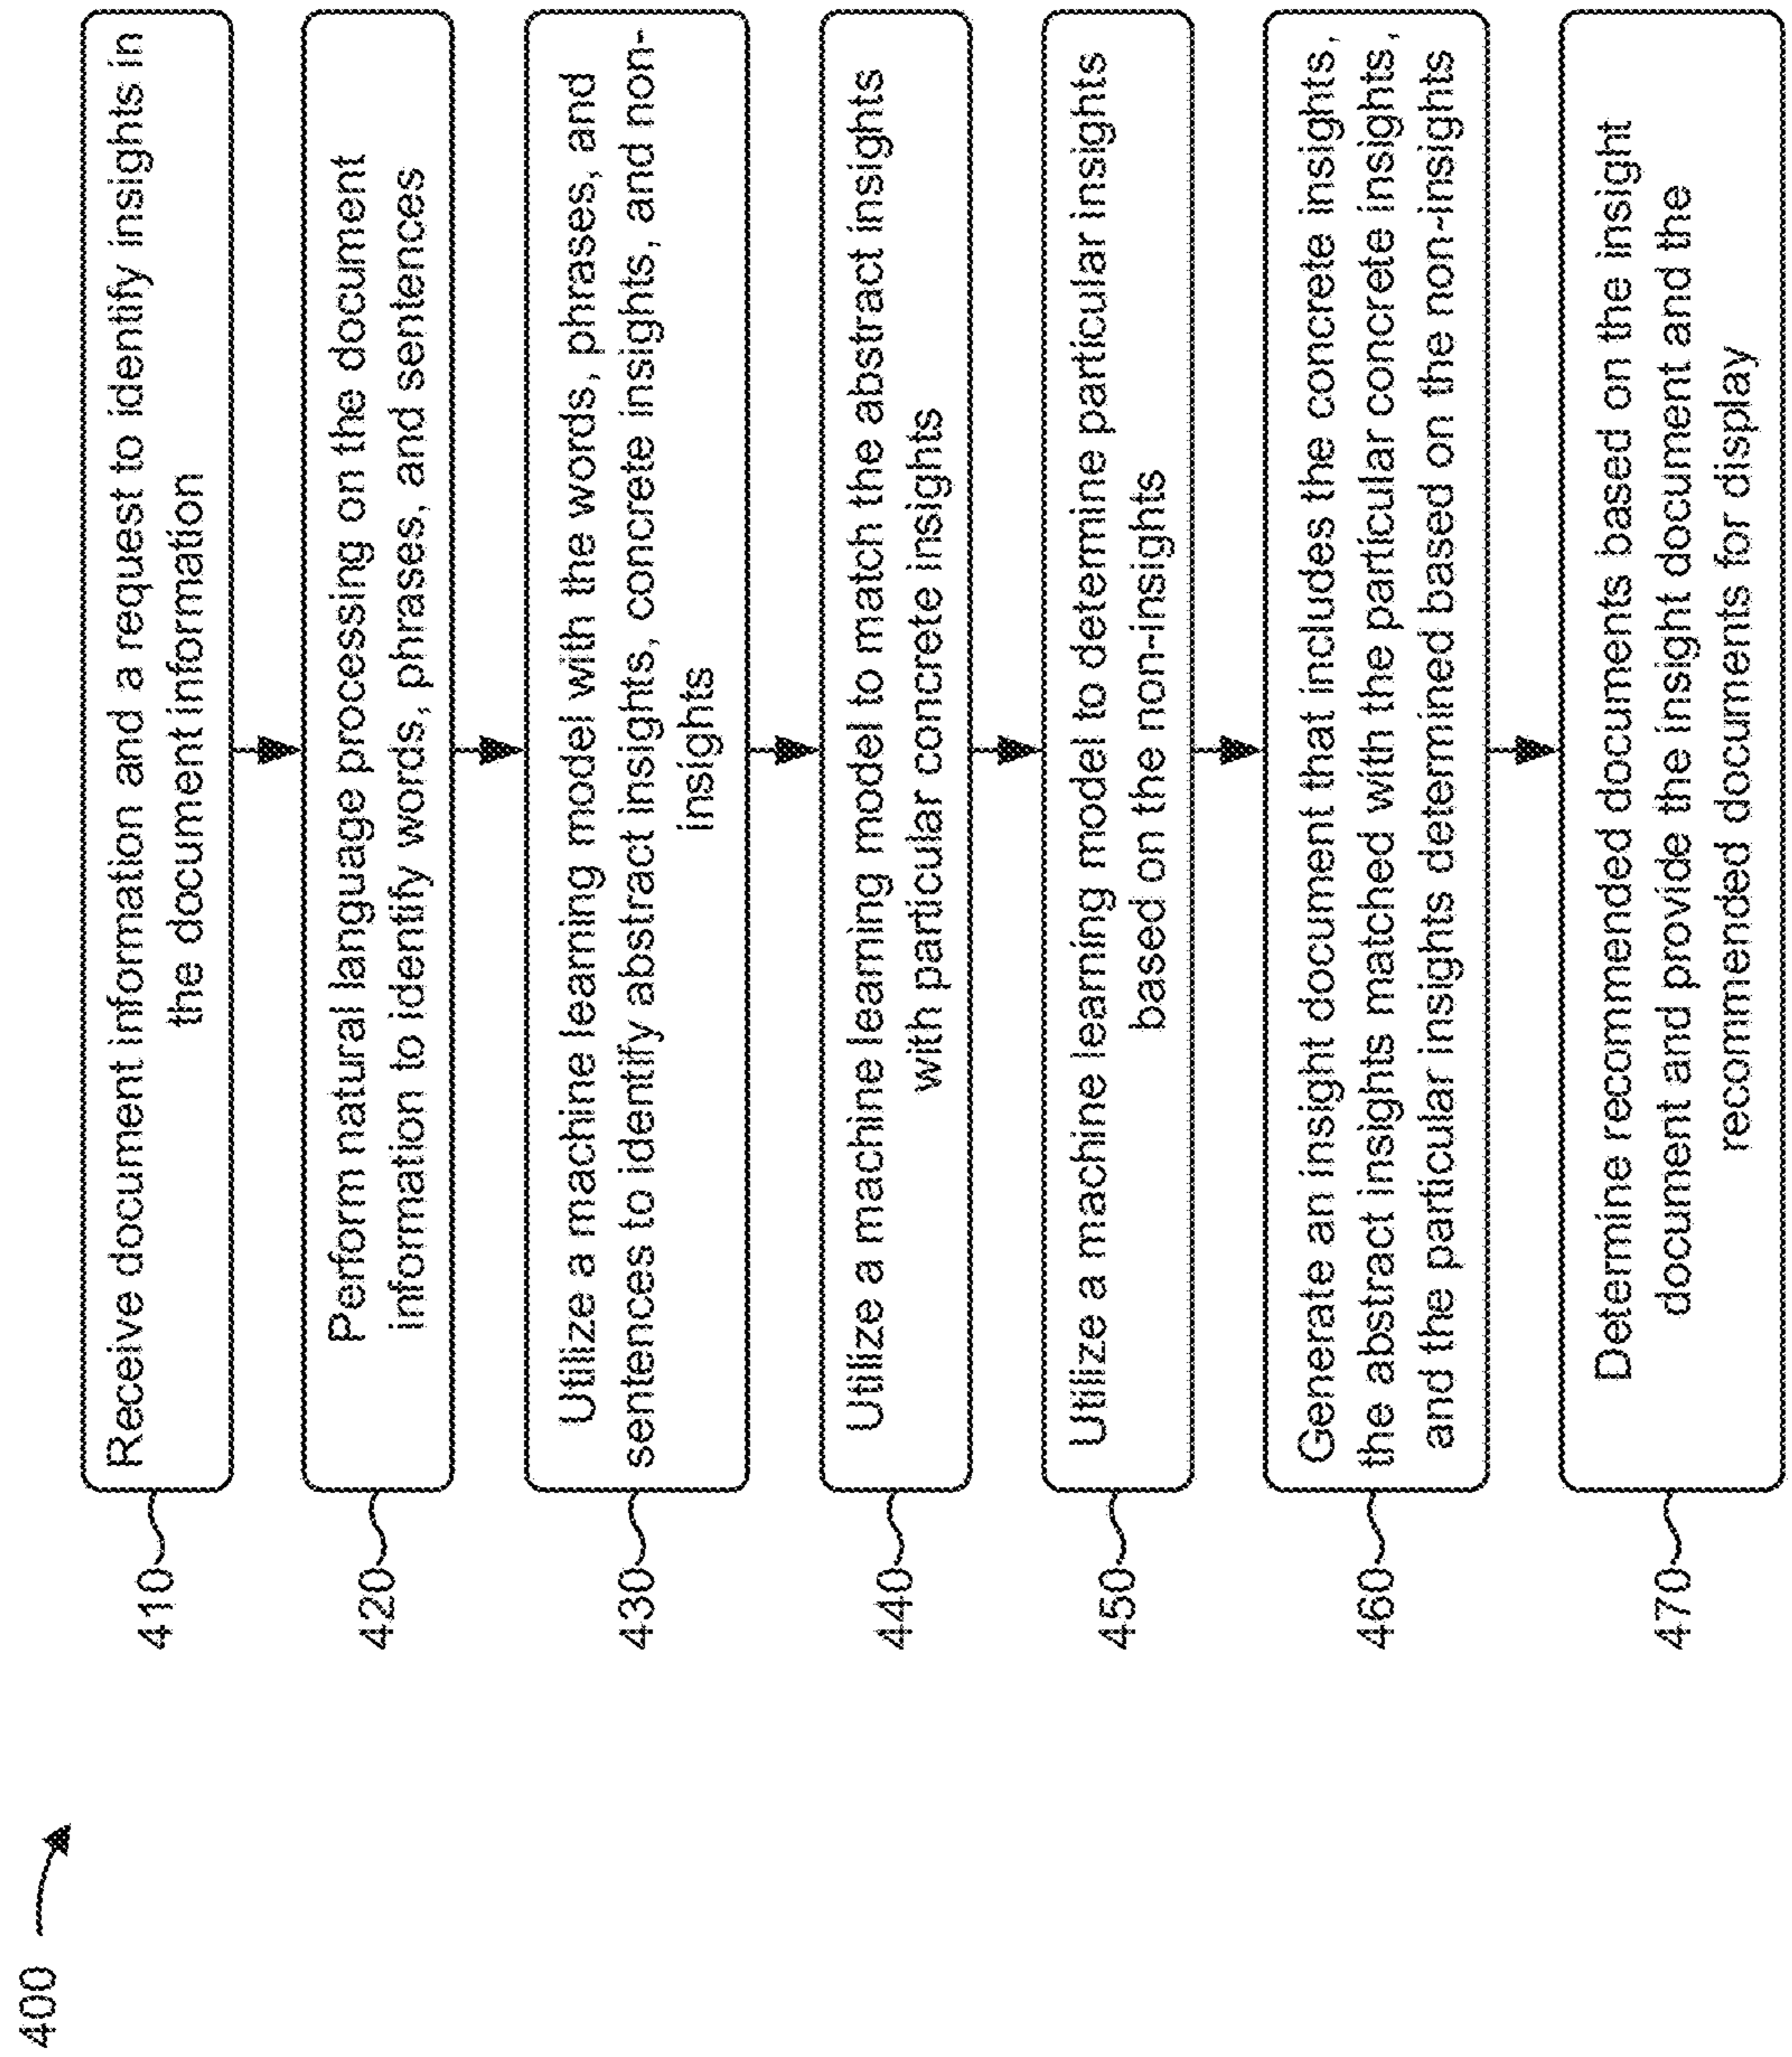 400
410
Receive document information and a request to identify insights in
the document information
420
Perform natural language processing on the document
information to identify words, phrases, and sentences
430
Utilize a machine learning model with the words, phrases, and
sentences to identify abstract insights, concrete insights, and non-
insights
440
Utilize a machine learning model to match the abstract insights
with particular concrete insights
450
Utilize a machine learning model to determine particular insights
based on the non-insights
460
Generate an insight document that includes the concrete insights,
the abstract insights matched with the particular concrete insights,
and the particular insights determined based on the non-insights
470
Determine recommended documents based on the insight
document and provide the insight document and the
recommended documents for display